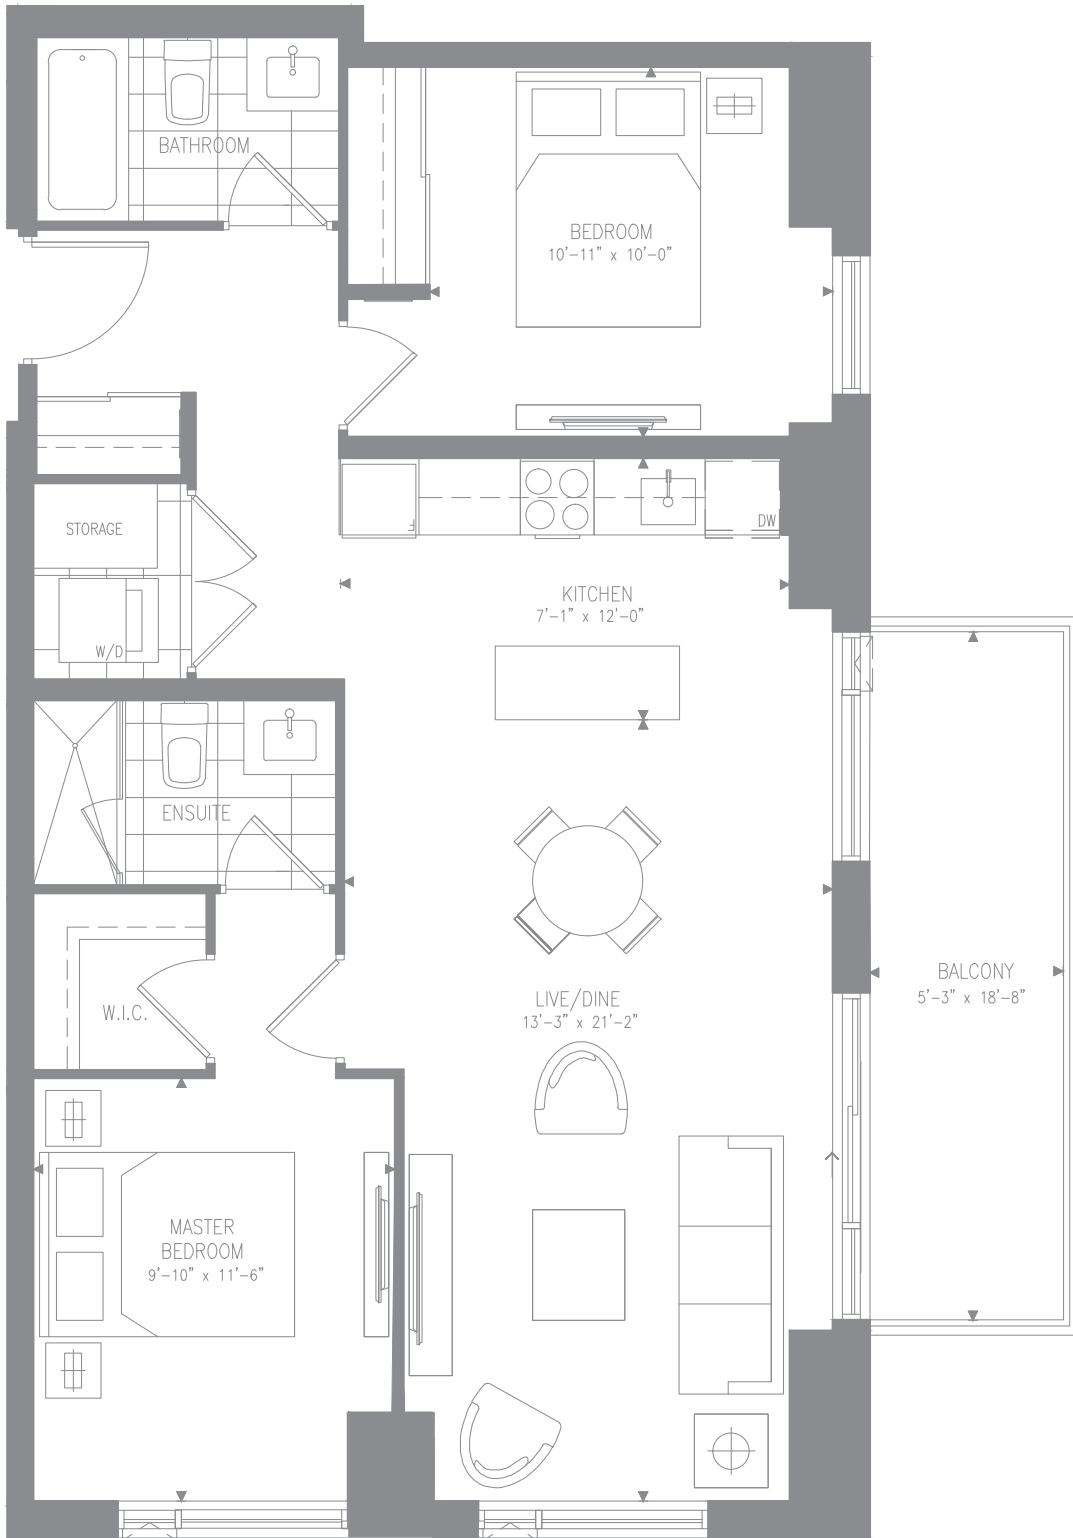 BATHROOM
BEDROOM
10'-11" x 10'-0"
STORAGE
F
DW
KITCHEN
7'-1" x 12'-0"
W/D
ENSUITE
BALCONY
5'-3" x 18'-8"
LIVE/DINE
13'-3" x 21'-2"
W.I.C.
MASTER
BEDROOM
9'-10" x 11'-6"